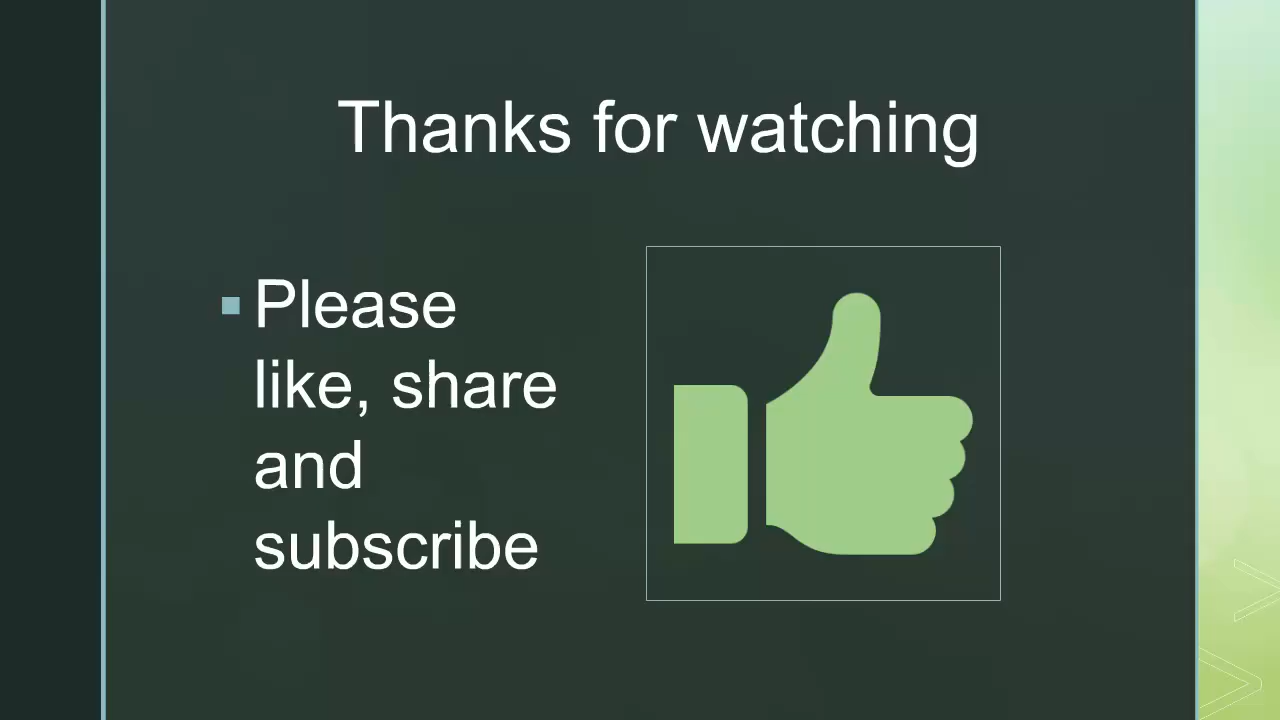 Thanks for watching
Please
like, share
and
subscribe